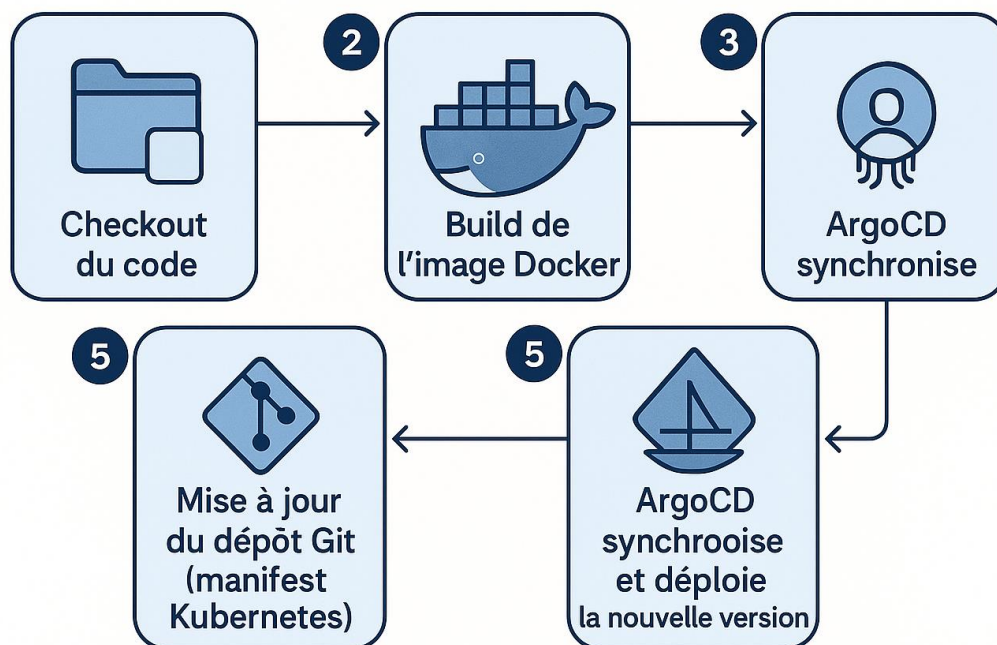 Checkout
du code
2
Build de
l'image Docker
3
ArgoCD
synchronise
5
ArgoCD
synchrooise
et déploie
la nouvelle version
5
Mise à jour
du dépōt Git
(manifest
Kubernetes)